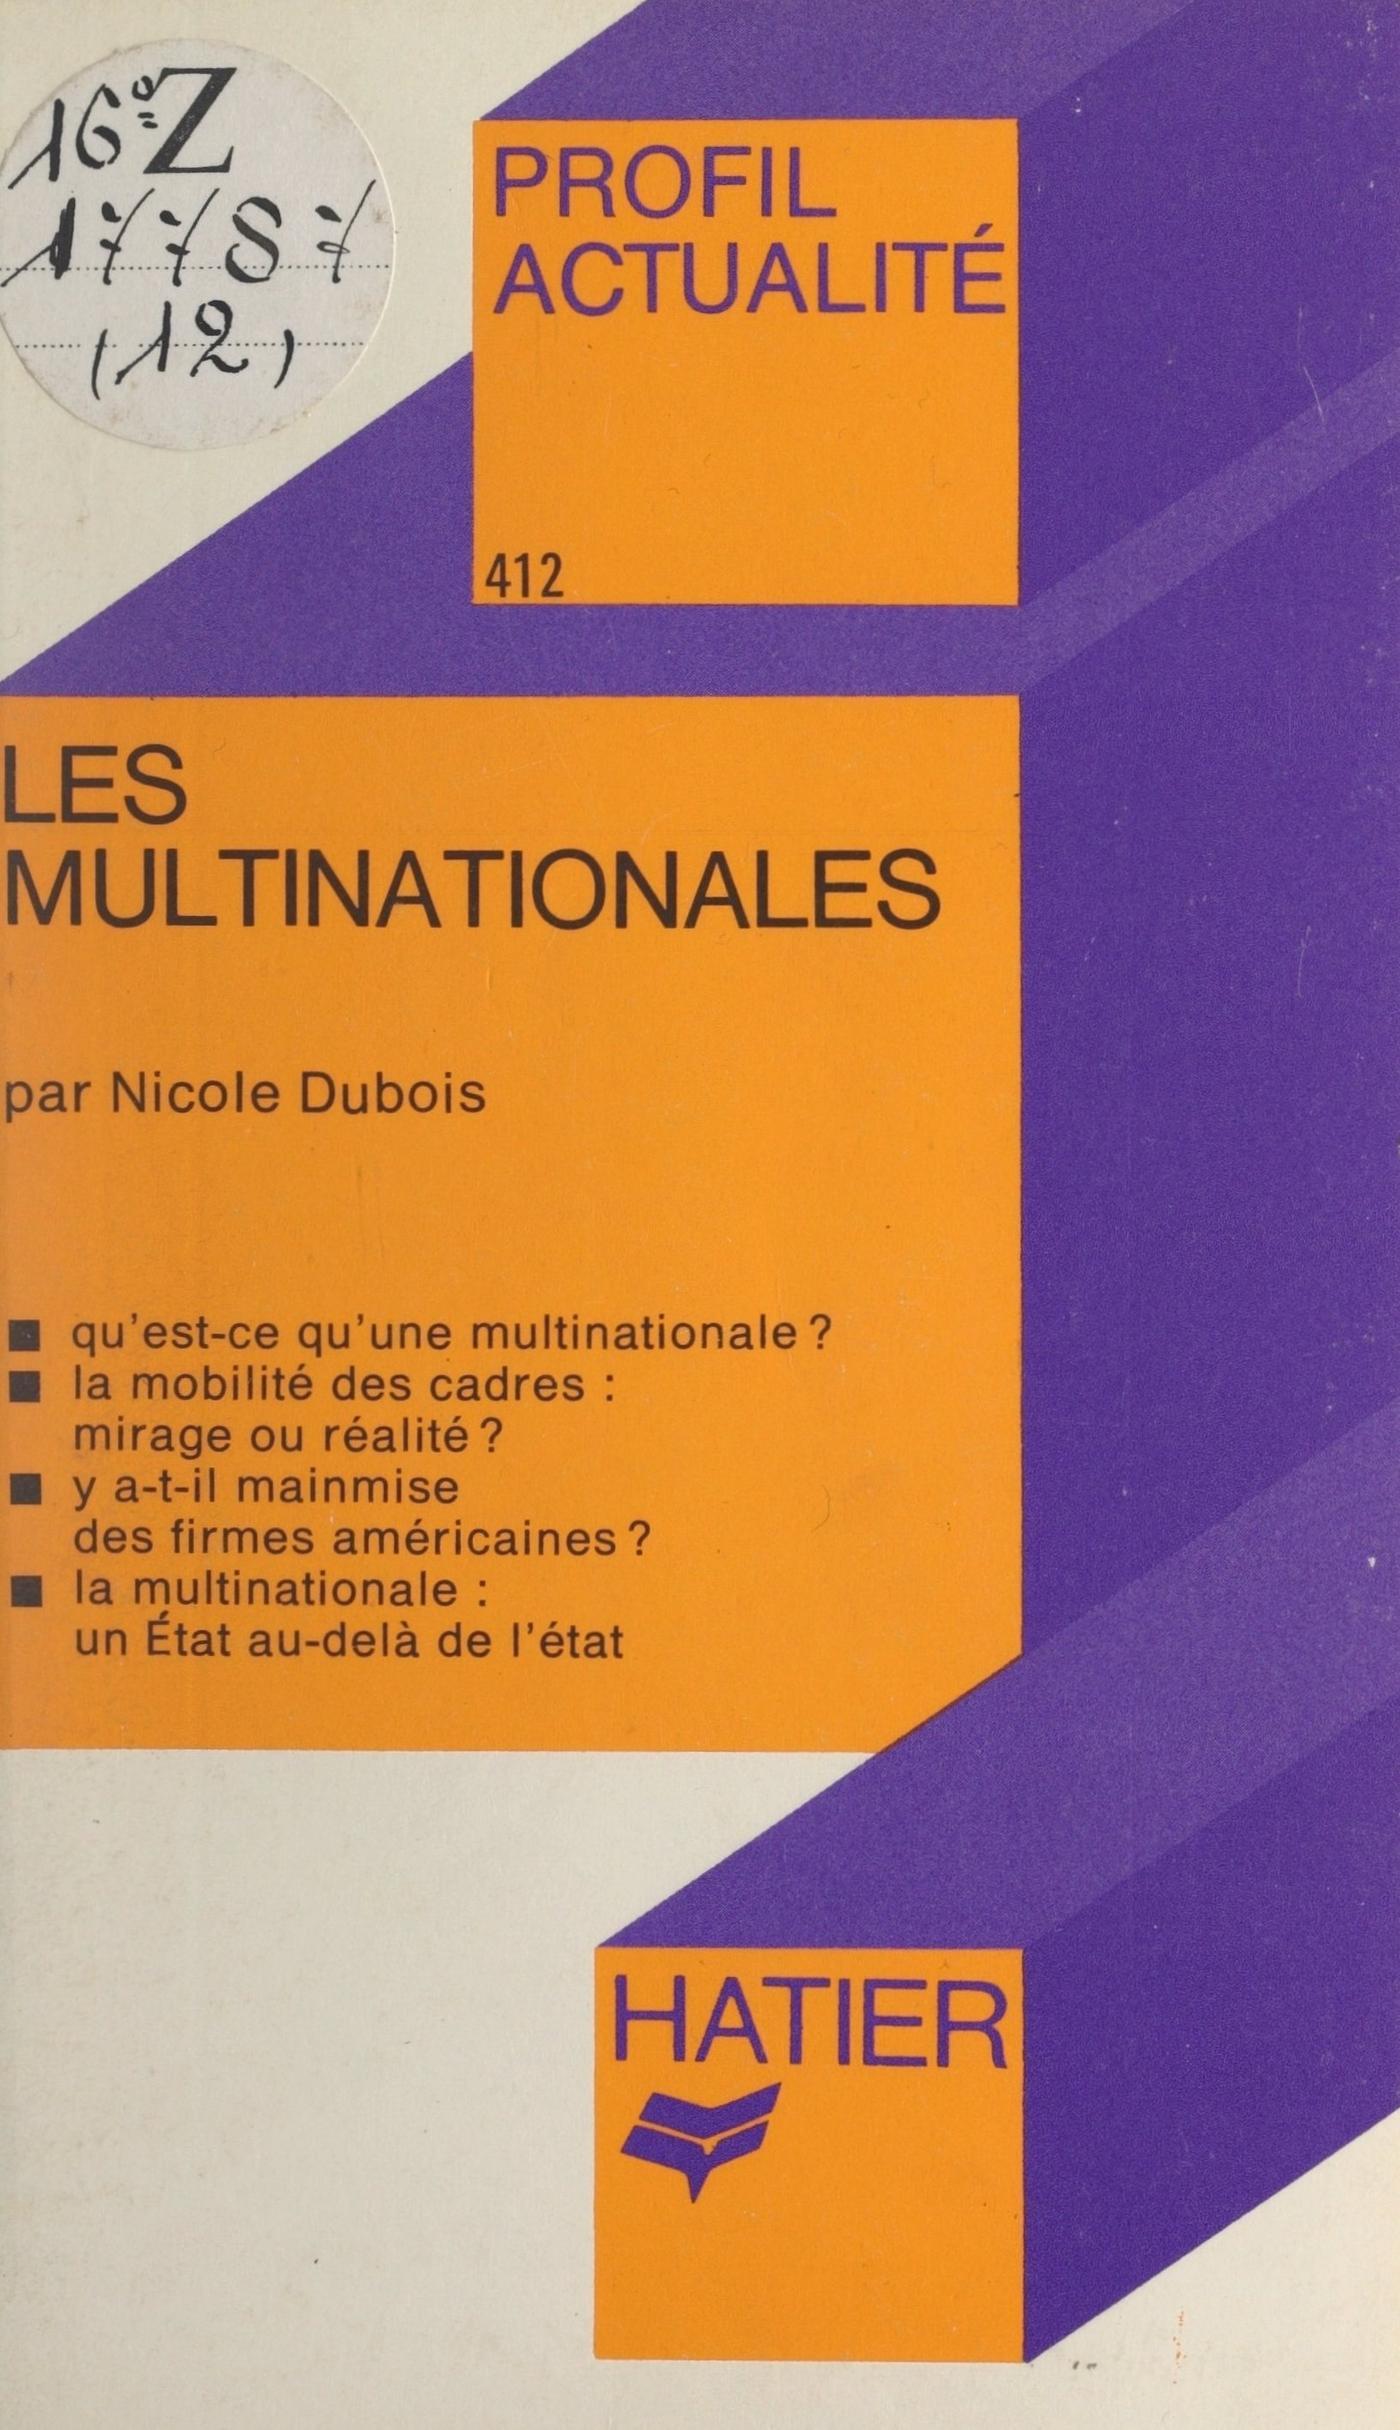 16º Z
17787
(12)
PROFIL
ACTUALITÉ
412
LES
MULTINATIONALES
par Nicole Dubois
■ qu'est-ce qu'une multinationale ?
■ la mobilité des cadres :
mirage ou réalité ?
■ y a-t-il mainmise
des firmes américaines ?
■ la multinationale :
un État au-delà de l'état
HATIER